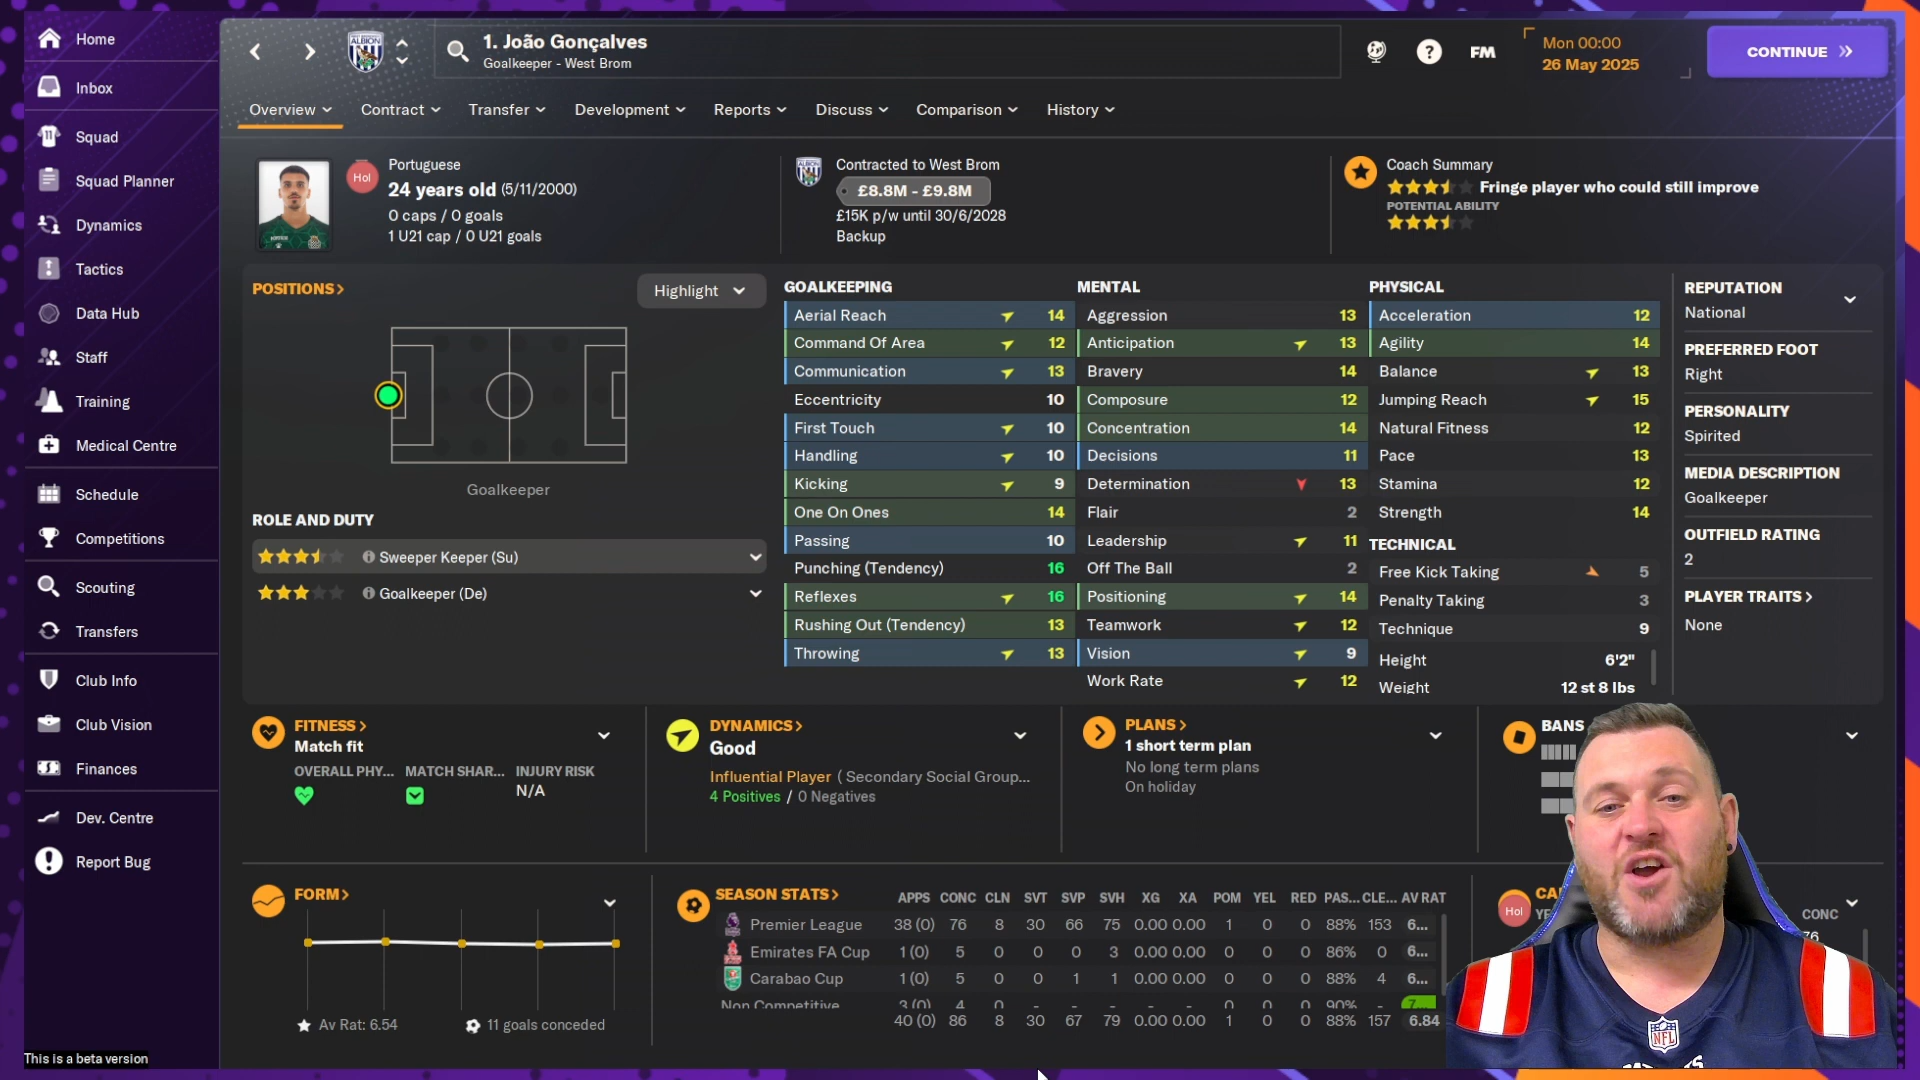 Home
Inbox
Squad
Squad Planner
Dynamics
Tactics
Data Hub
Staff
Training
Medical Centre
Schedule
Competitions
Scouting
Transfers
Club Info
Club Vision
Finances
Dev. Centre
Report Bug
This is a beta version
ALBION
1. João Gonçalves
Goalkeeper - West Brom
? FM
Mon 00:00
26 May 2025
CONTINUE
Overview Contract Transfer Development Reports Discuss Comparison History
Hol
Portuguese
24 years old (5/11/2000)
0 caps / 0 goals
1 U21 cap / 0 U21 goals
Contracted to West Brom
£8.8M - £9.8M
£15K p/w until 30/6/2028
Backup
Coach Summary
Fringe player who could still improve
POTENTIAL ABILITY
POSITIONS >
Highlight
Goalkeeper
ROLE AND DUTY
Sweeper Keeper (Su)
Goalkeeper (De)
GOALKEEPING
Aerial Reach 14
Command Of Area 12
Communication 13
Eccentricity 10
First Touch 10
Handling 10
Kicking 9
One On Ones 14
Passing 10
Punching (Tendency) 16
Reflexes 16
Rushing Out (Tendency) 13
Throwing 13
MENTAL
Aggression 13
Anticipation 13
Bravery 14
Composure 12
Concentration 14
Decisions 11
Determination 13
Flair 2
Leadership 11
Off The Ball 2
Positioning 14
Teamwork 12
Vision 9
Work Rate 12
PHYSICAL
Acceleration 12
Agility 14
Balance 13
Jumping Reach 15
Natural Fitness 12
Pace 13
Stamina 12
Strength 14
TECHNICAL
Free Kick Taking 5
Penalty Taking 3
Technique 9
Height 6'2"
Weight 12 st 8 lbs
REPUTATION
National
PREFERRED FOOT
Right
PERSONALITY
Spirited
MEDIA DESCRIPTION
Goalkeeper
OUTFIELD RATING
2
PLAYER TRAITS >
None
FITNESS >
Match fit
OVERALL PHY... MATCH SHAR... INJURY RISK
N/A
DYNAMICS >
Good
Influential Player ( Secondary Social Group...
4 Positives / 0 Negatives
PLANS >
1 short term plan
No long term plans
On holiday
BANS
FORM >
Av Rat: 6.54 11 goals conceded
SEASON STATS > APPS CONC CLN SVT SVP SVH XG XA POM YEL RED PAS... CLE... AV RAT
Premier League 38 (0) 76 8 30 66 75 0.00 0.00 1 0 0 88% 153 6...
Emirates FA Cup 1 (0) 5 0 0 0 3 0.00 0.00 0 0 0 86% 0 6...
Carabao Cup 1 (0) 5 0 0 1 1 0.00 0.00 0 0 0 88% 4 6...
Non Competitive 3 (0) 4 0 - - - - - 0 0 0 90% - 7...
40 (0) 86 8 30 67 79 0.00 0.00 1 0 0 88% 157 6.84
Hol
CA
YE
CONC
76
NFL